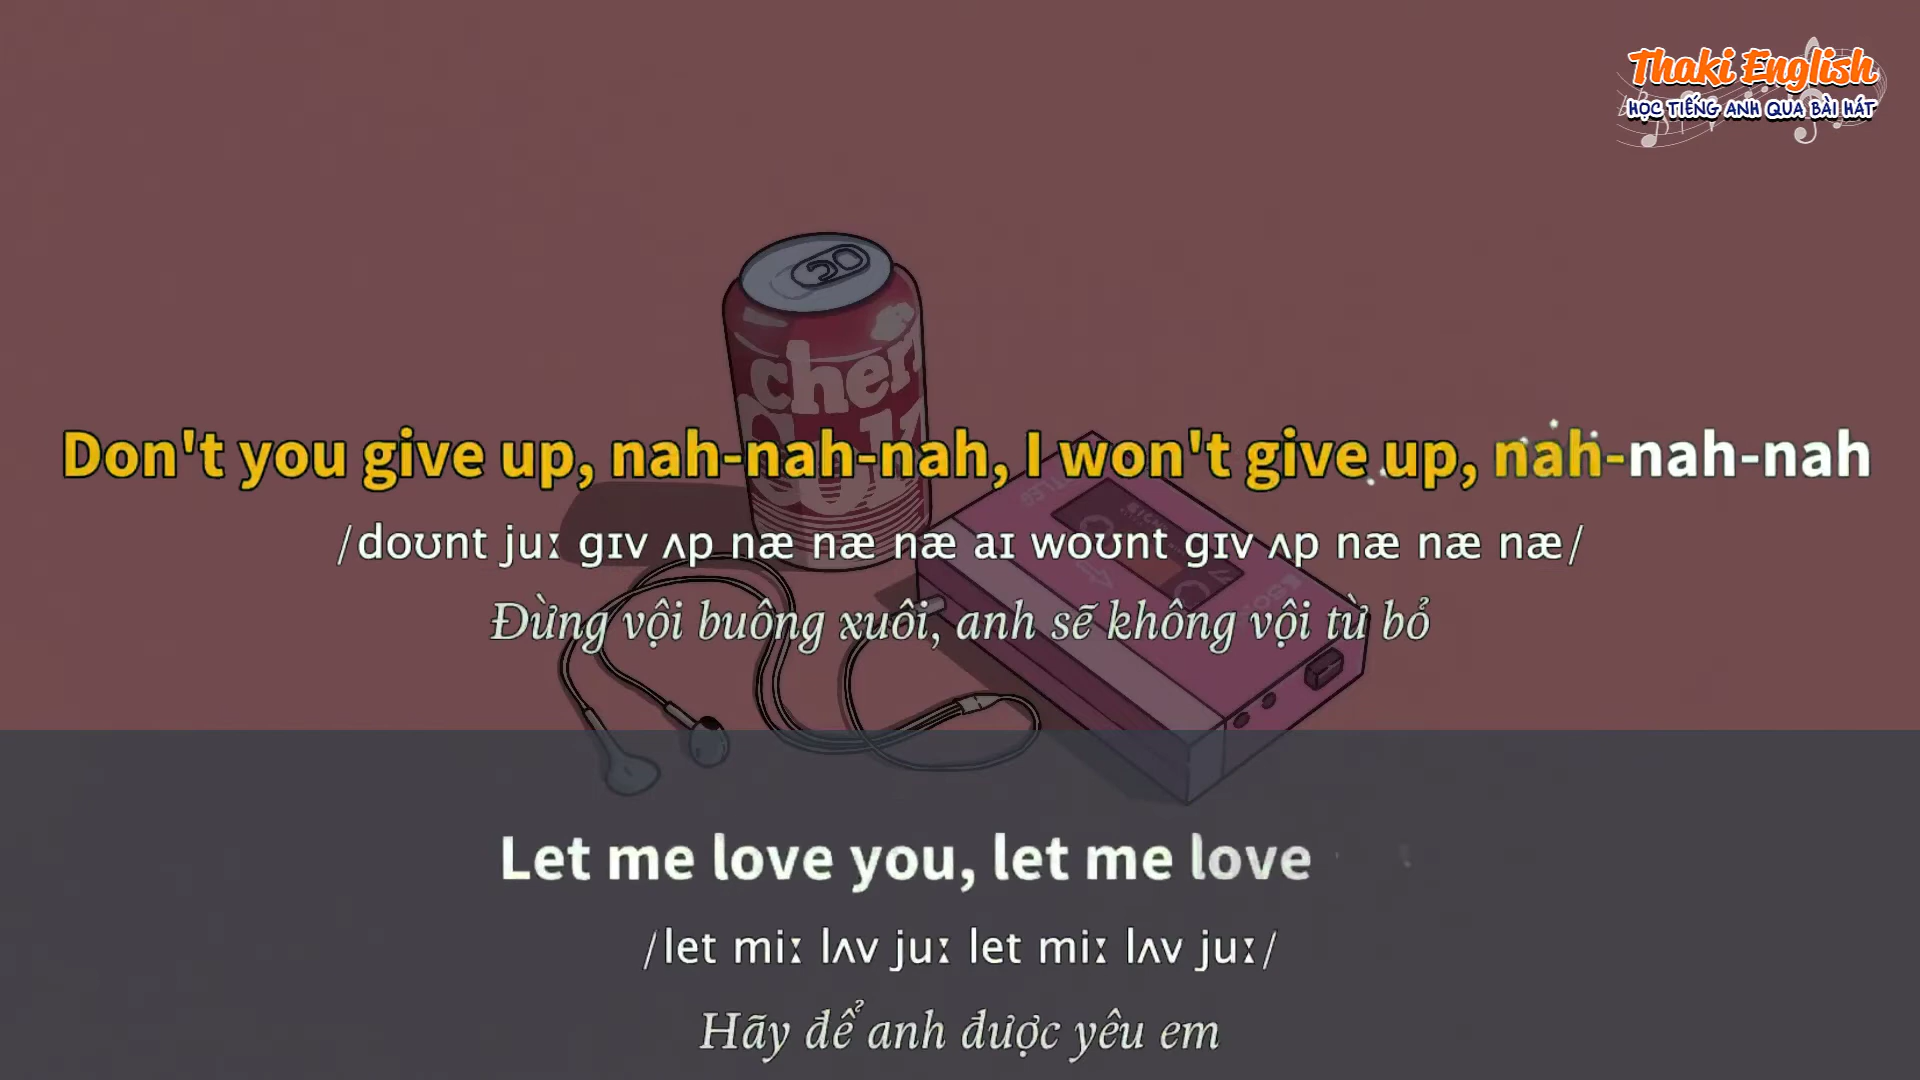 Thaki English
HỌC TIẾNG ANH QUA BÀI HÁT
cher
Don't you give up, nah-nah-nah, I won't give up, nah-nah-nah
/doʊnt juː ɡɪv ʌp næ næ næ aɪ woʊnt ɡɪv ʌp næ næ næ/
Đừng vội buông xuôi, anh sẽ không vội từ bỏ
Let me love you, let me love
/let miː lʌv juː let miː lʌv juː/
Hãy để anh được yêu em